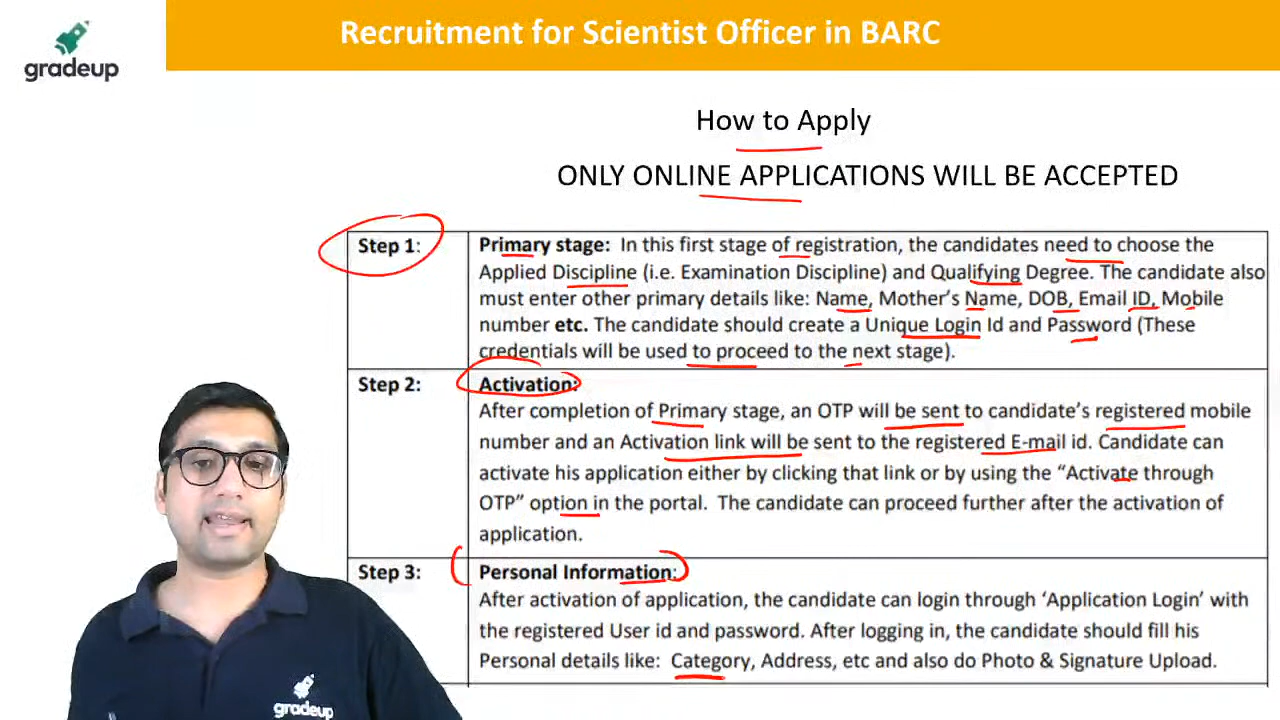 Recruitment for Scientist Officer in BARC
gradeup
How to Apply
ONLY ONLINE APPLICATIONS WILL BE ACCEPTED
Step 1:
Primary stage: In this first stage of registration, the candidates need to choose the
Applied Discipline (i.e. Examination Discipline) and Qualifying Degree. The candidate also
must enter other primary details like: Name, Mother's Name, DOB, Email ID, Mobile
number etc. The candidate should create a Unique Login Id and Password (These
credentials will be used to proceed to the next stage).
Step 2:
Activation:
After completion of Primary stage, an OTP will be sent to candidate's registered mobile
number and an Activation link will be sent to the registered E-mail id. Candidate can
activate his application either by clicking that link or by using the "Activate through
OTP" option in the portal. The candidate can proceed further after the activation of
application.
Step 3:
Personal Information:
After activation of application, the candidate can login through 'Application Login' with
the registered User id and password. After logging in, the candidate should fill his
Personal details like: Category, Address, etc and also do Photo & Signature Upload.
gradeup